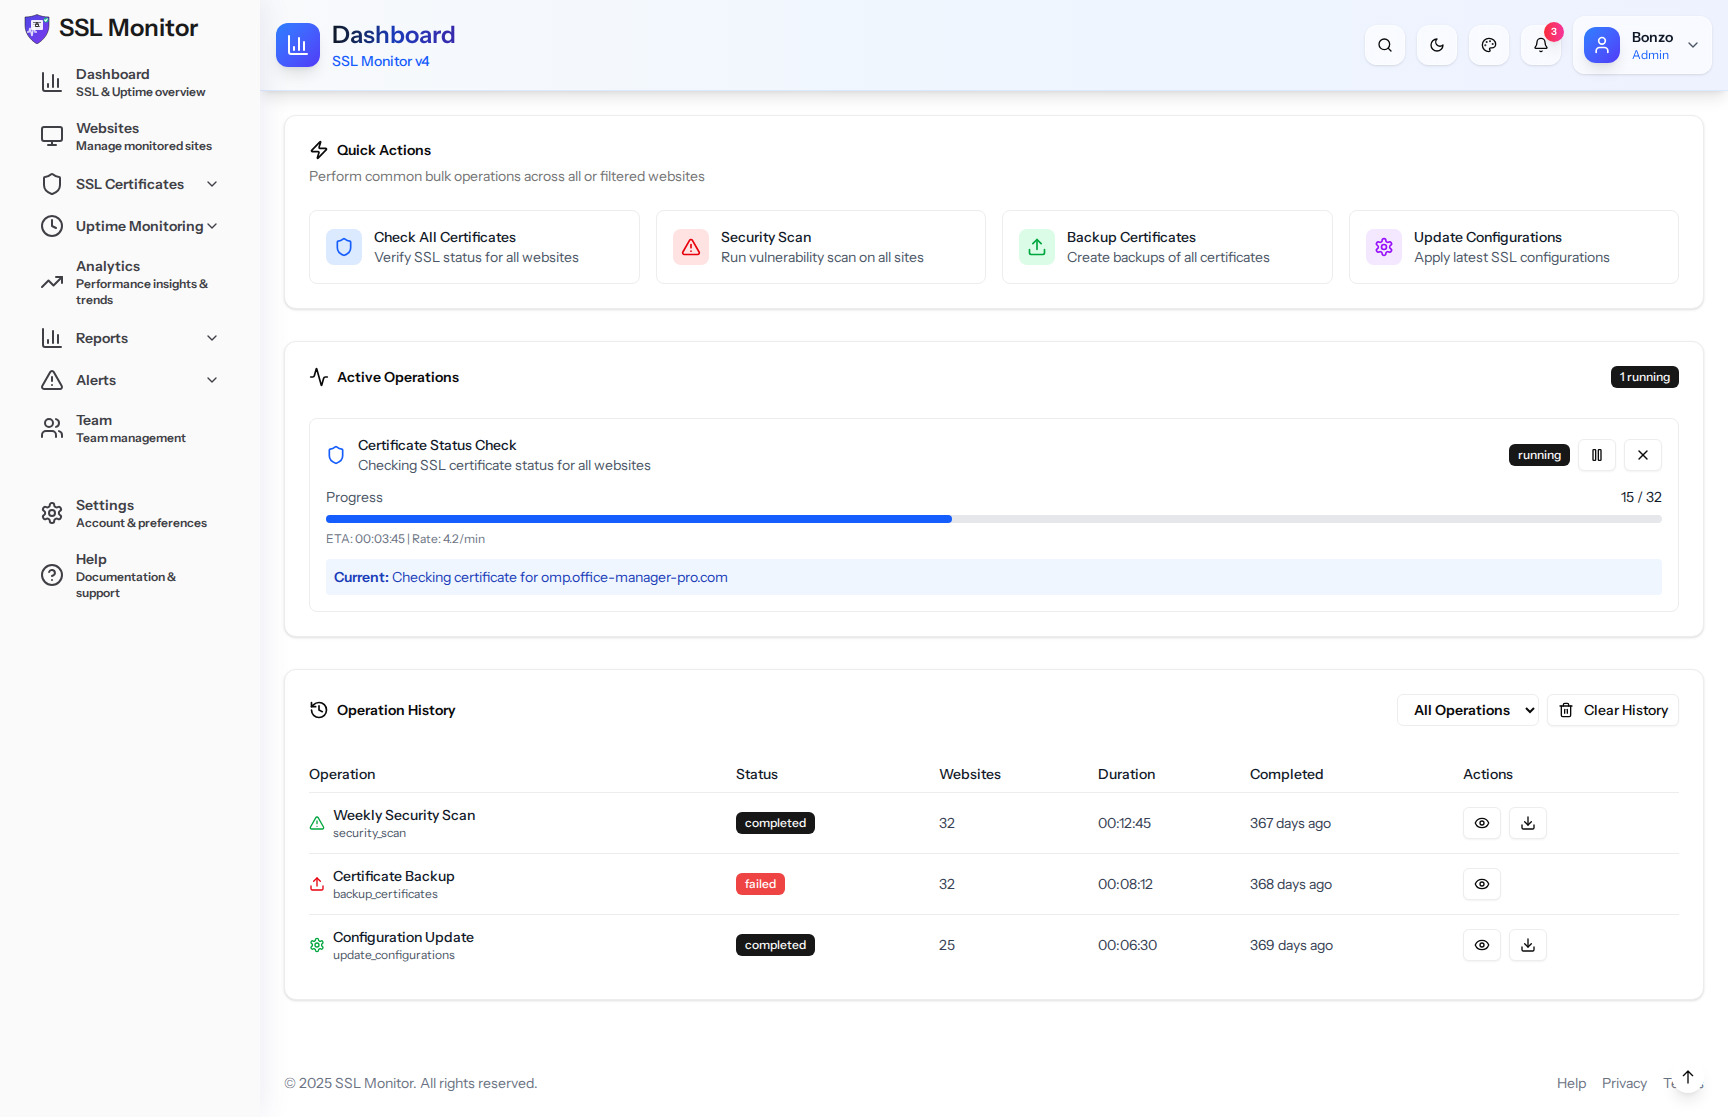 SSL Monitor
Dashboard
SSL & Uptime overview
Websites
Manage monitored sites
SSL Certificates
Uptime Monitoring
Analytics
Performance insights &
trends
Reports
Alerts
Team
Team management
Settings
Account & preferences
Help
Documentation &
support
Dashboard
SSL Monitor v4
3
Bonzo
Admin
Quick Actions
Perform common bulk operations across all or filtered websites
Check All Certificates
Verify SSL status for all websites
Security Scan
Run vulnerability scan on all sites
Backup Certificates
Create backups of all certificates
Update Configurations
Apply latest SSL configurations
Active Operations
1 running
Certificate Status Check
Checking SSL certificate status for all websites
running
Progress
15 / 32
ETA: 00:03:45 | Rate: 4.2/min
Current: Checking certificate for omp.office-manager-pro.com
Operation History
All Operations
Clear History
Operation Status Websites Duration Completed Actions
Weekly Security Scan
security_scan
completed 32 00:12:45 367 days ago
Certificate Backup
backup_certificates
failed 32 00:08:12 368 days ago
Configuration Update
update_configurations
completed 25 00:06:30 369 days ago
© 2025 SSL Monitor. All rights reserved.
Help Privacy